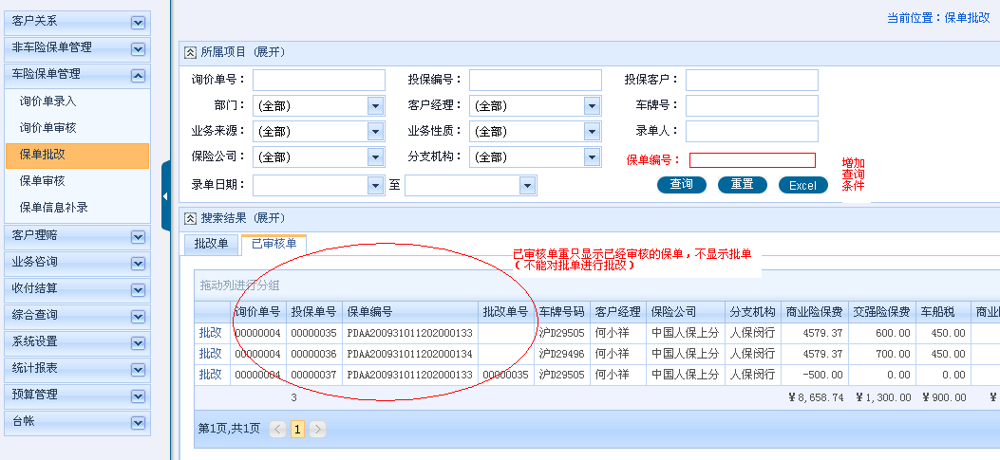 客户关系
非车险保单管理
车险保单管理
询价单录入
询价单审核
保单批改
保单审核
保单信息补录
客户理赔
业务咨询
收付结算
综合查询
系统设置
统计报表
预算管理
台帐
当前位置：保单批改
所属项目 (展开)
询价单号： 投保编号： 投保客户：
部门： (全部) 客户经理： (全部) 车牌号：
业务来源： (全部) 业务性质： (全部) 录单人：
保险公司： (全部) 分支机构： (全部) 保单编号：
录单日期： 至 查询 重置 Excel
增加
查询
条件
搜索结果 (展开)
批改单 已审核单
已审核单重只显示已经审核的保单，不显示批单
（不能对批单进行批改）
拖动列进行分组
询价单号 投保单号 保单编号 批改单号 车牌号码 客户经理 保险公司 分支机构 商业险保费 交强险保费 车船税 商业
批改 00000004 00000035 PDAA200931011202000133 沪D29505 何小祥 中国人保上分 人保闵行 4579.37 600.00 450.00
批改 00000004 00000036 PDAA200931011202000134 沪D29496 何小祥 中国人保上分 人保闵行 4579.37 700.00 450.00
批改 00000004 00000037 PDAA200931011202000133 00000035 沪D29505 何小祥 中国人保上分 人保闵行 -500.00 0.00 0.00
3 ￥8,658.74 ￥1,300.00 ￥900.00 ￥
第1页,共1页 < 1 >